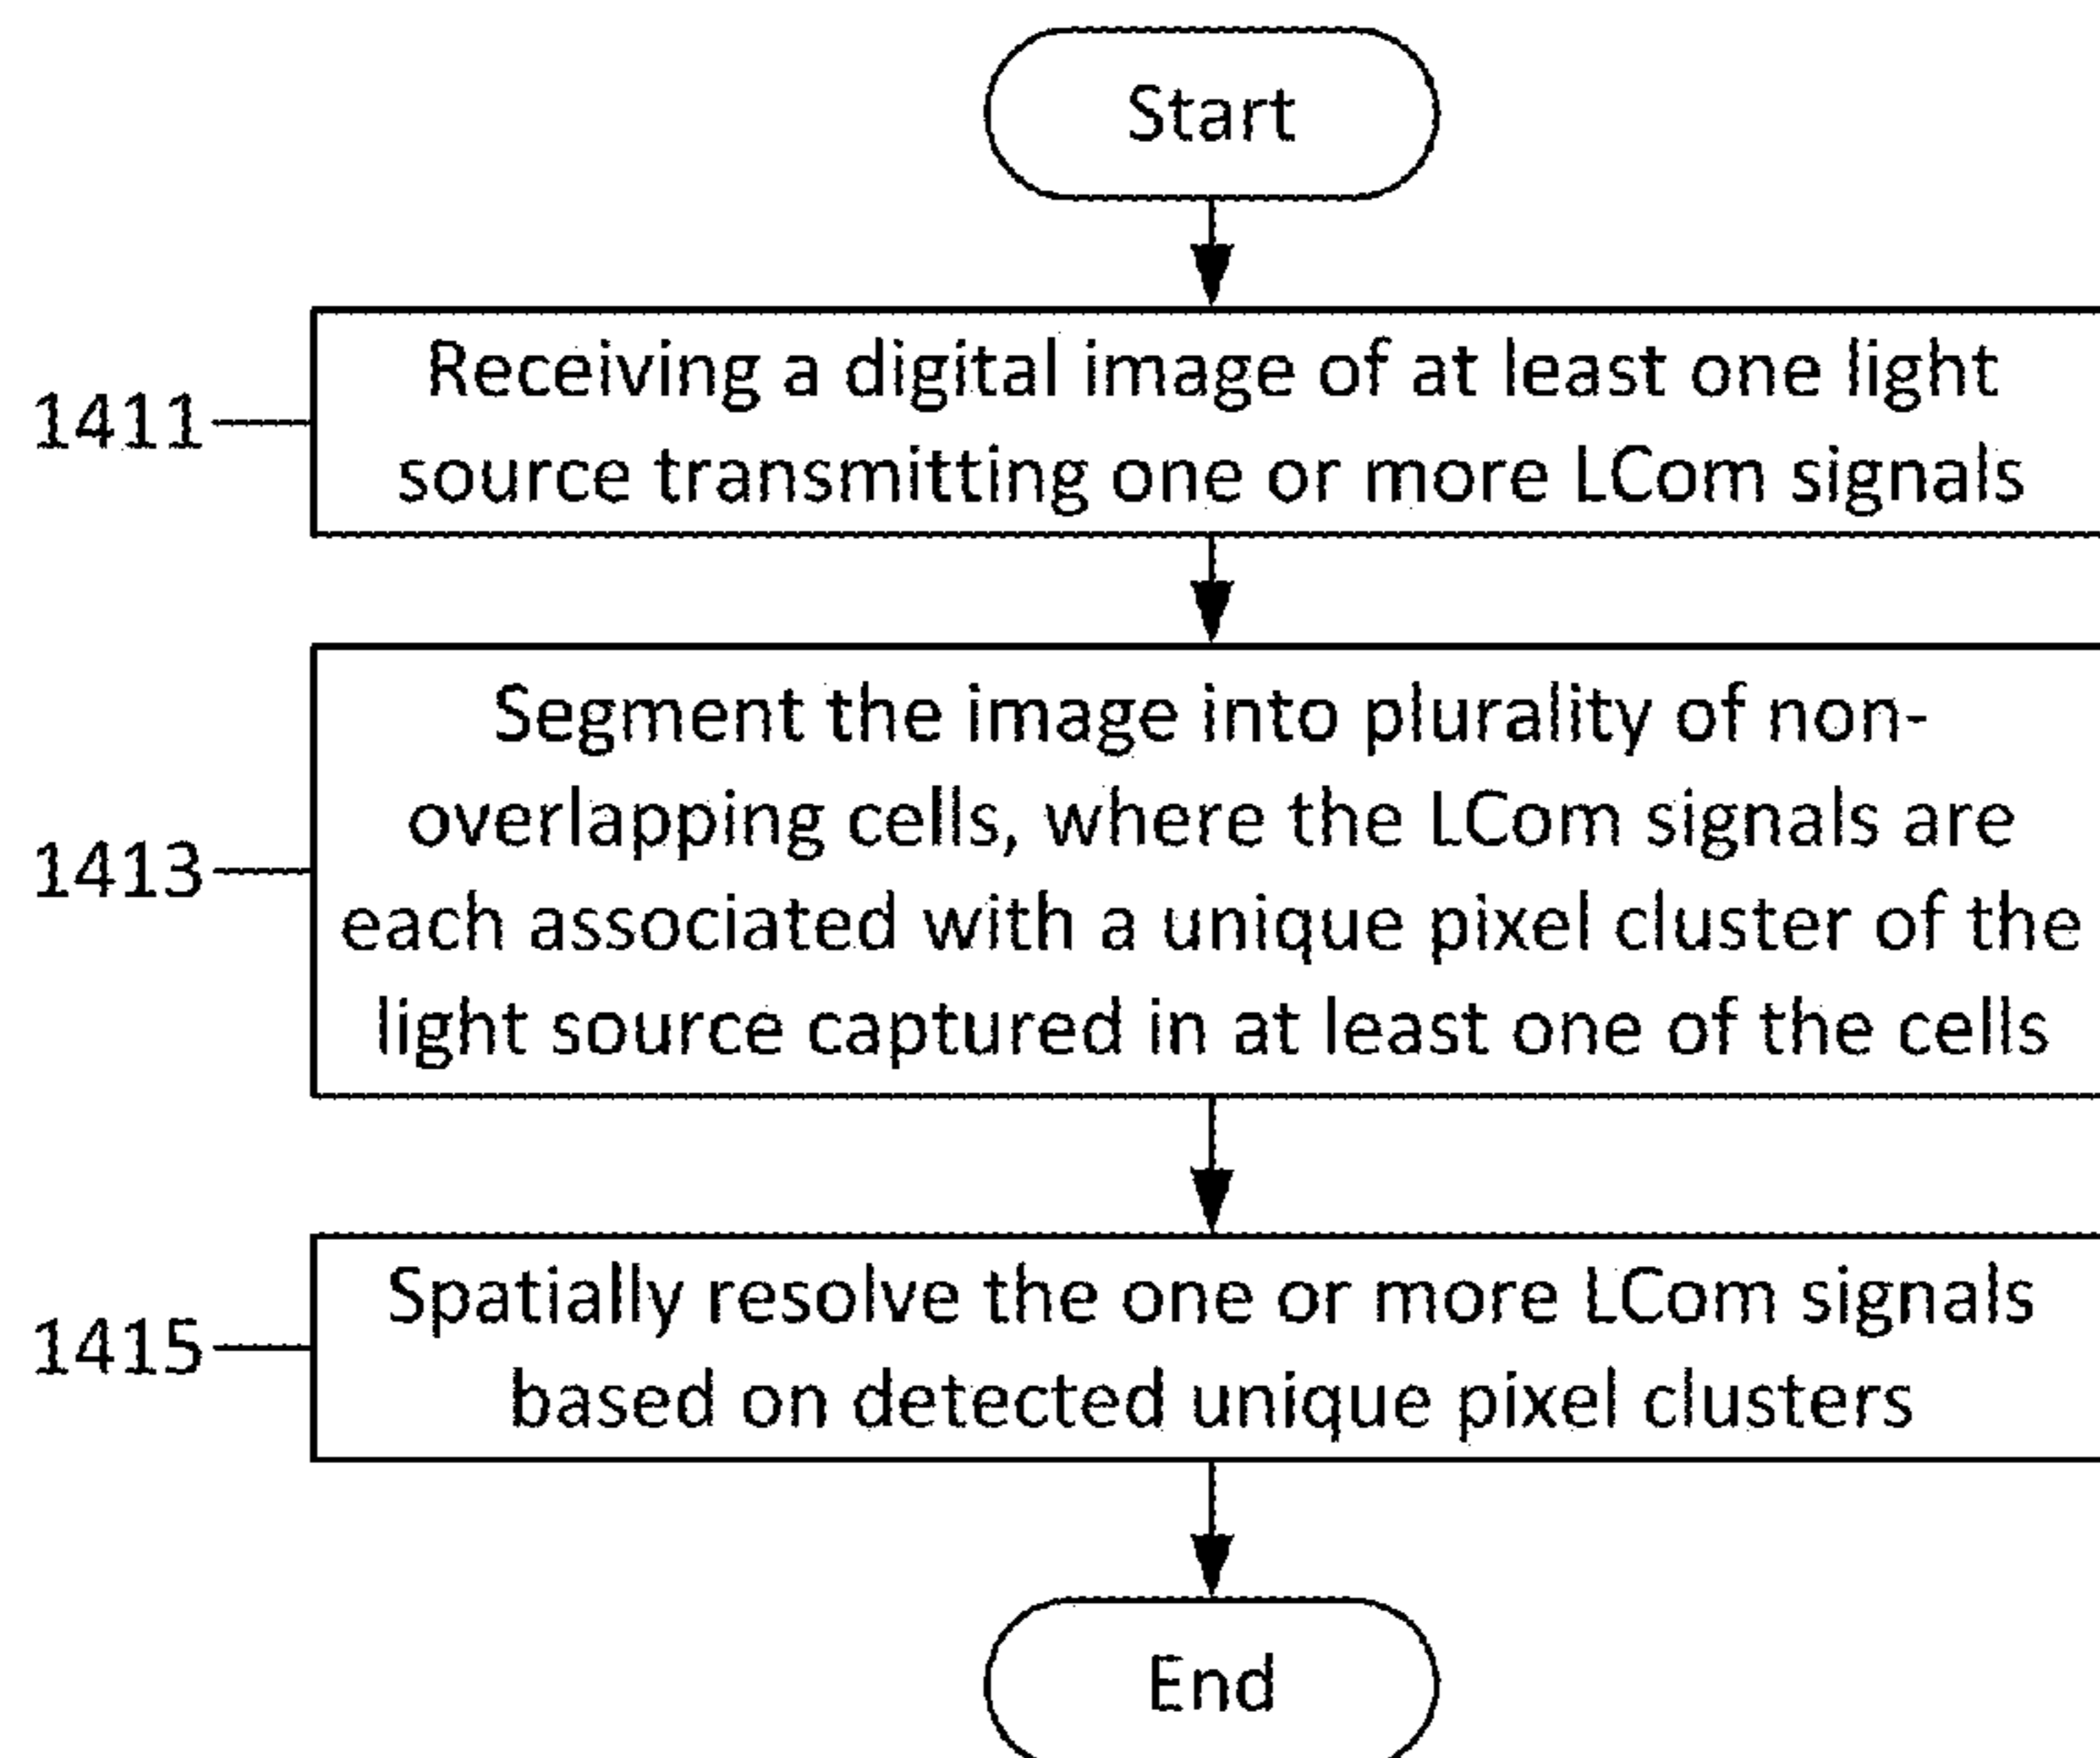 Start
1411
Receiving a digital image of at least one light
source transmitting one or more LCom signals
1413
Segment the image into plurality of non-
overlapping cells, where the LCom signals are
each associated with a unique pixel cluster of the
light source captured in at least one of the cells
1415
Spatially resolve the one or more LCom signals
based on detected unique pixel clusters
End